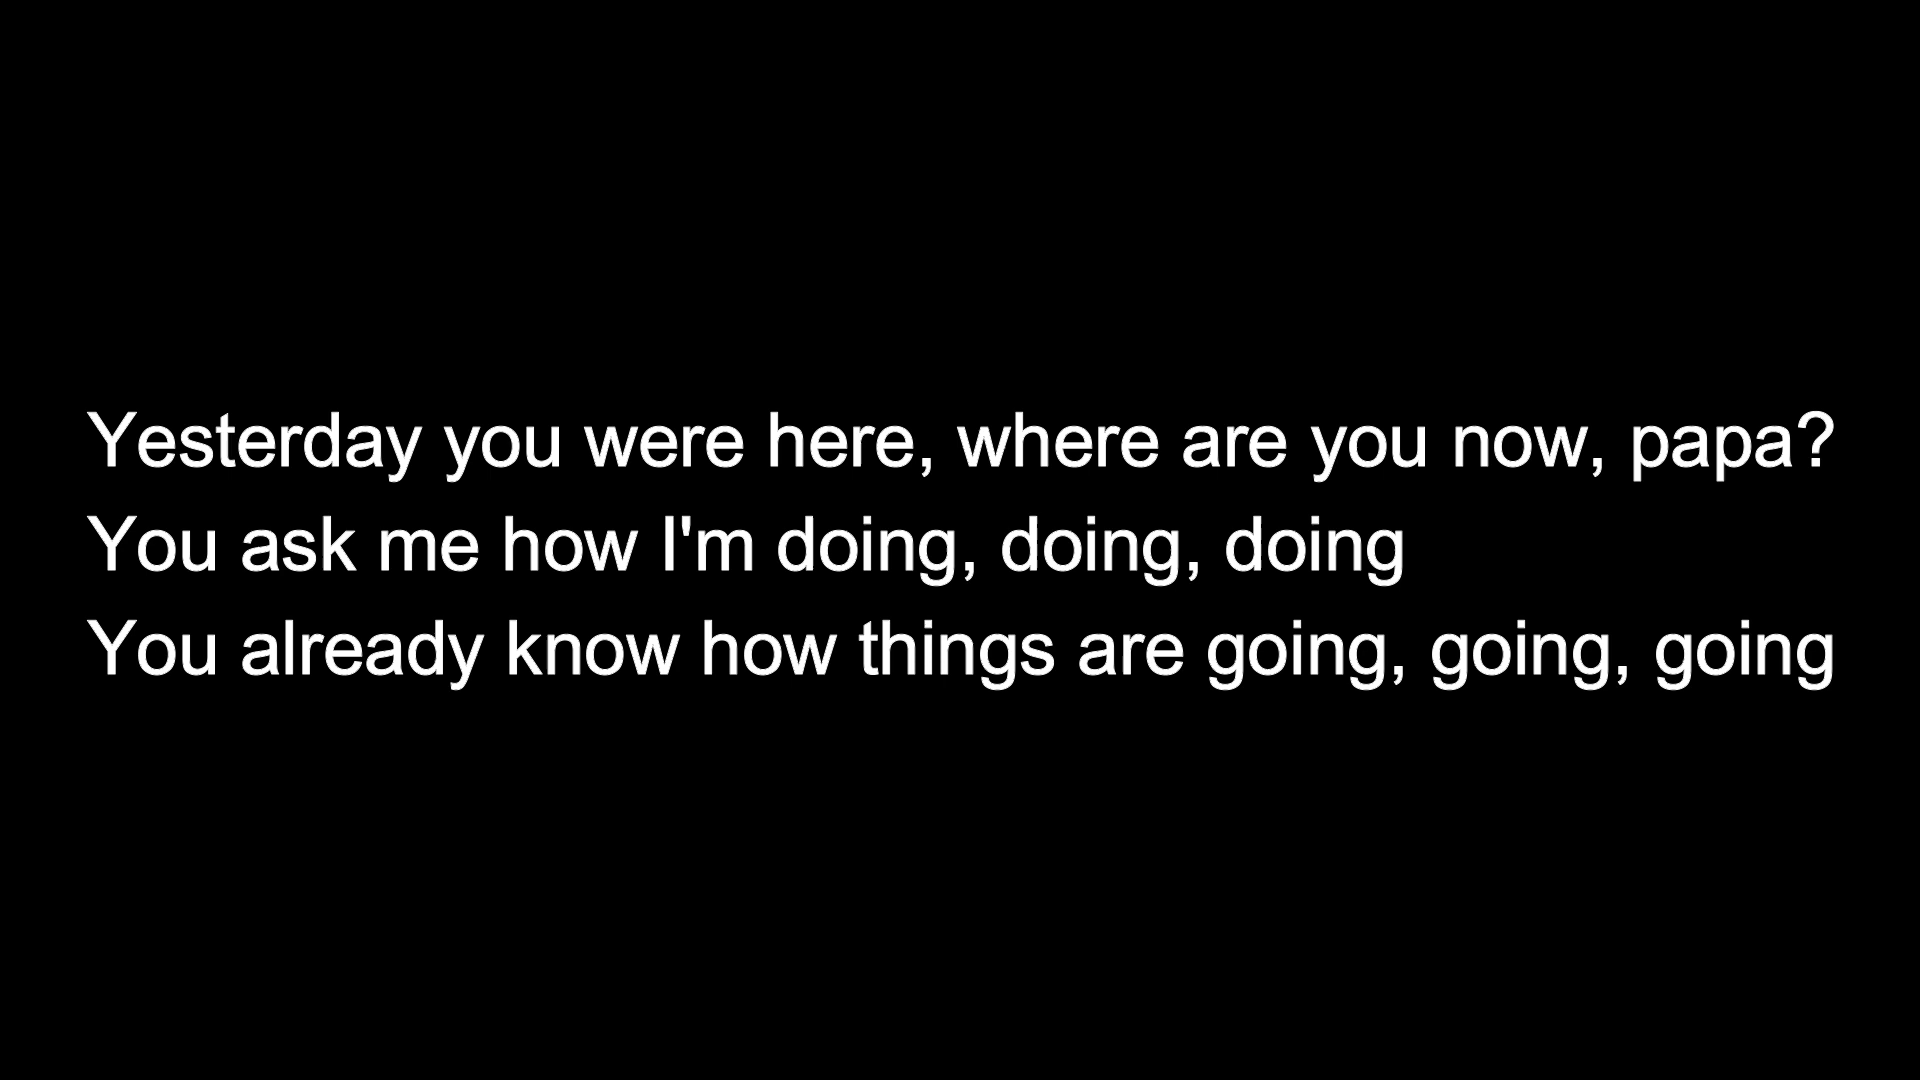 Yesterday you were here, where are you now, papa?
You ask me how I'm doing, doing, doing
You already know how things are going, going, going